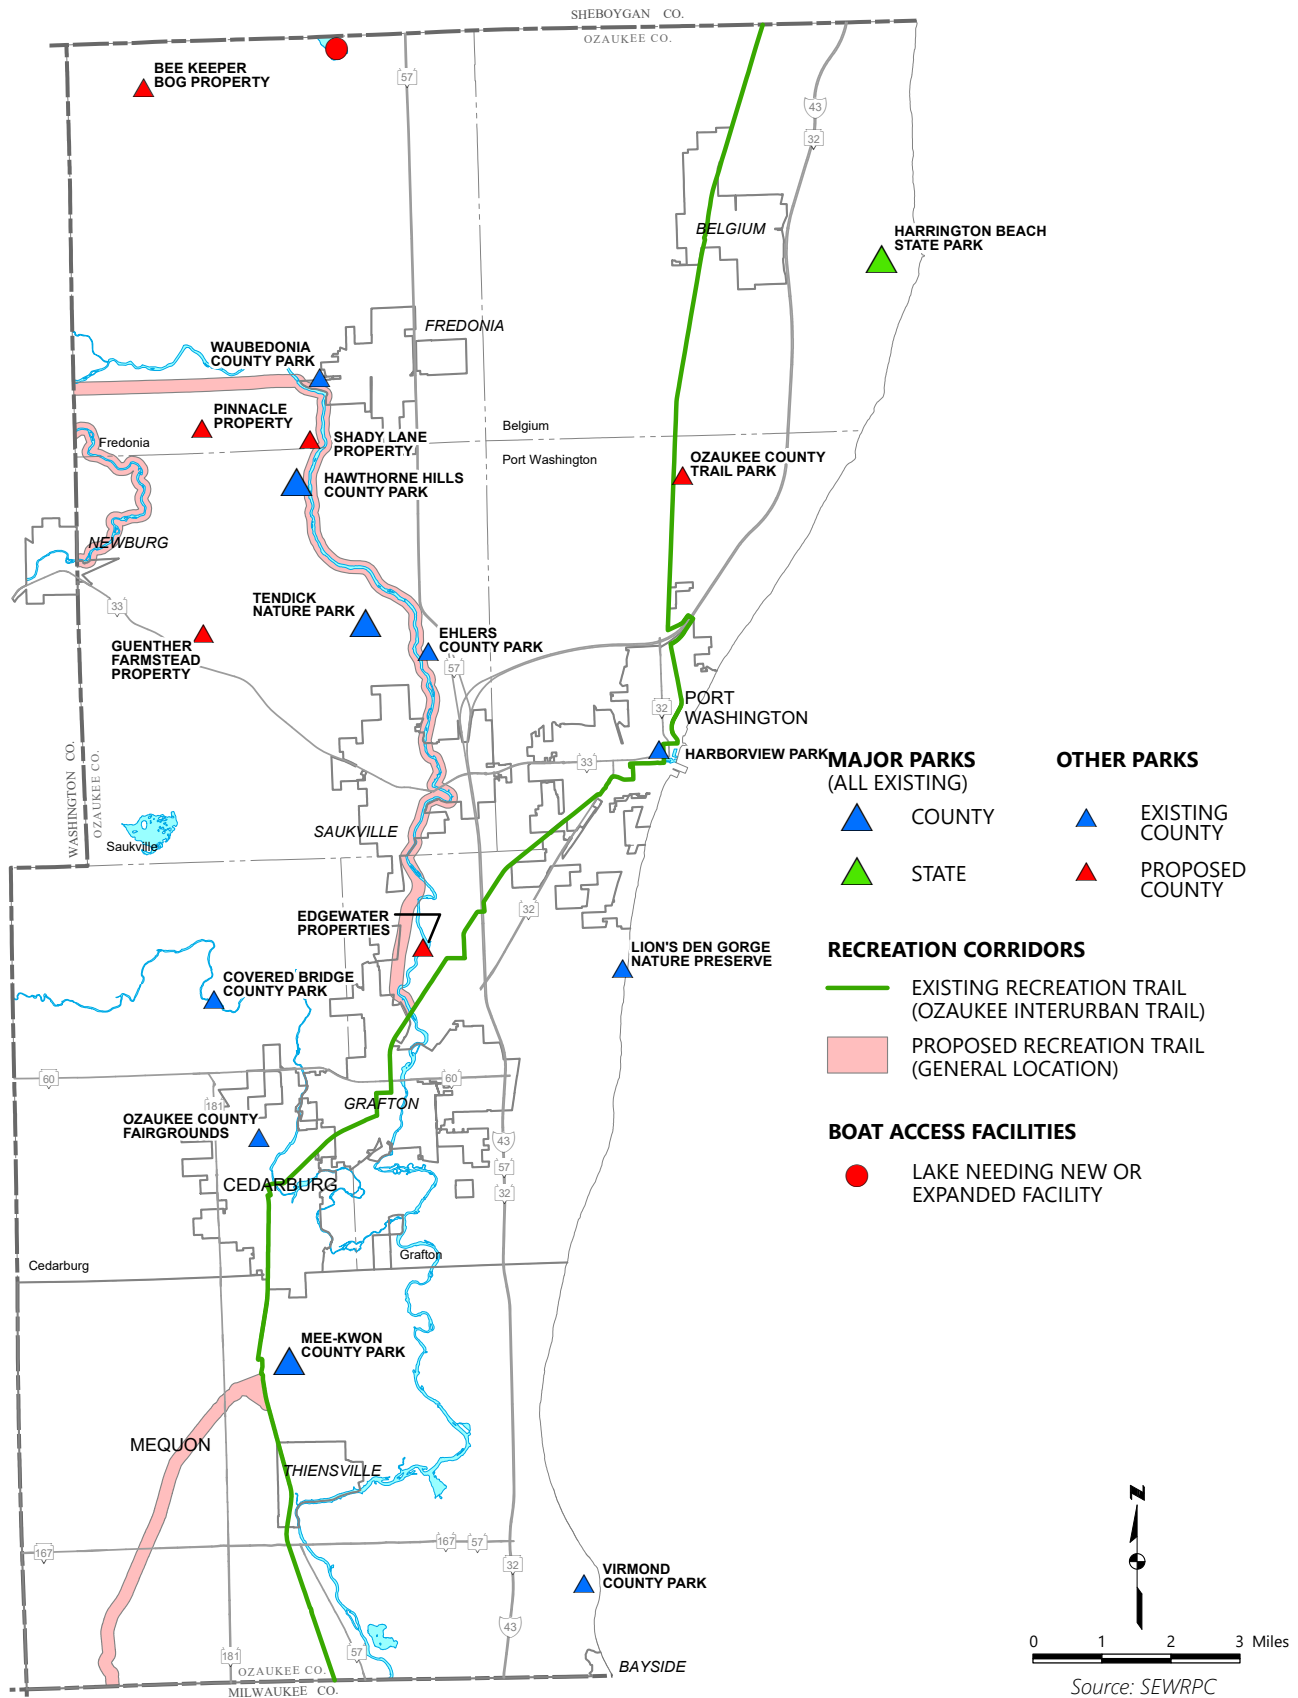 SHEBOYGAN CO.
OZAUKEE CO.
BEE KEEPER
BOG PROPERTY
57
43
32
BELGIUM
HARRINGTON BEACH
STATE PARK
FREDONIA
WAUBEDONIA
COUNTY PARK
PINNACLE
PROPERTY
Fredonia
SHADY LANE
PROPERTY
Belgium
Port Washington
OZAUKEE COUNTY
TRAIL PARK
HAWTHORNE HILLS
COUNTY PARK
NEWBURG
33
TENDICK
NATURE PARK
EHLERS
COUNTY PARK
57
GUENTHER
FARMSTEAD
PROPERTY
32
PORT
WASHINGTON
HARBORVIEW PARK
33
WASHINGTON CO.
OZAUKEE CO.
SAUKVILLE
Saukville
32
EDGEWATER
PROPERTIES
LION'S DEN GORGE
NATURE PRESERVE
COVERED BRIDGE
COUNTY PARK
60
60
181
GRAFTON
OZAUKEE COUNTY
FAIRGROUNDS
43
57
32
CEDARBURG
Grafton
Cedarburg
MEE-KWON
COUNTY PARK
MEQUON
THIENSVILLE
167
167
57
32
VIRMOND
COUNTY PARK
43
181
57
BAYSIDE
OZAUKEE CO.
MILWAUKEE CO.
MAJOR PARKS
(ALL EXISTING)
COUNTY
STATE
OTHER PARKS
EXISTING
COUNTY
PROPOSED
COUNTY
RECREATION CORRIDORS
EXISTING RECREATION TRAIL
(OZAUKEE INTERURBAN TRAIL)
PROPOSED RECREATION TRAIL
(GENERAL LOCATION)
BOAT ACCESS FACILITIES
LAKE NEEDING NEW OR
EXPANDED FACILITY
N
0 1 2 3 Miles
Source: SEWRPC